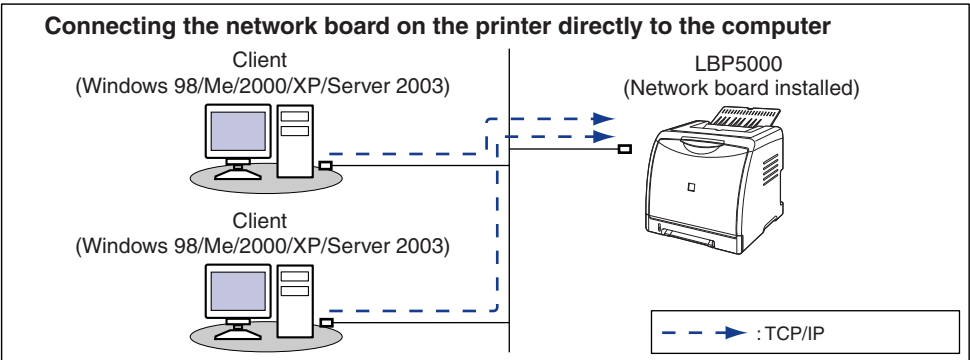 Connecting the network board on the printer directly to the computer
Client
(Windows 98/Me/2000/XP/Server 2003)
LBP5000
(Network board installed)
Client
(Windows 98/Me/2000/XP/Server 2003)
: TCP/IP